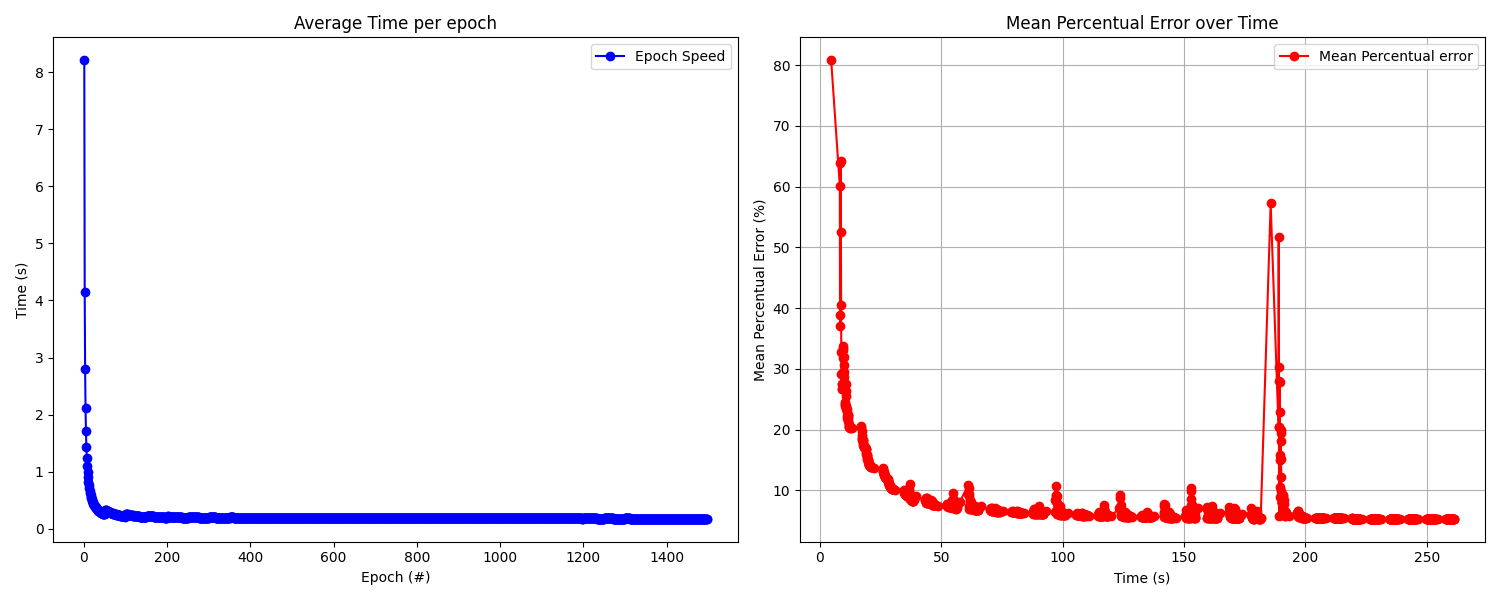 Average Time per epoch
Epoch Speed
8
7
6
5
4
3
2
1
0
Time (s)
0 200 400 600 800 1000 1200 1400
Epoch (#)
Mean Percentual Error over Time
Mean Percentual error
80
70
60
50
40
30
20
10
Mean Percentual Error (%)
0 50 100 150 200 250
Time (s)